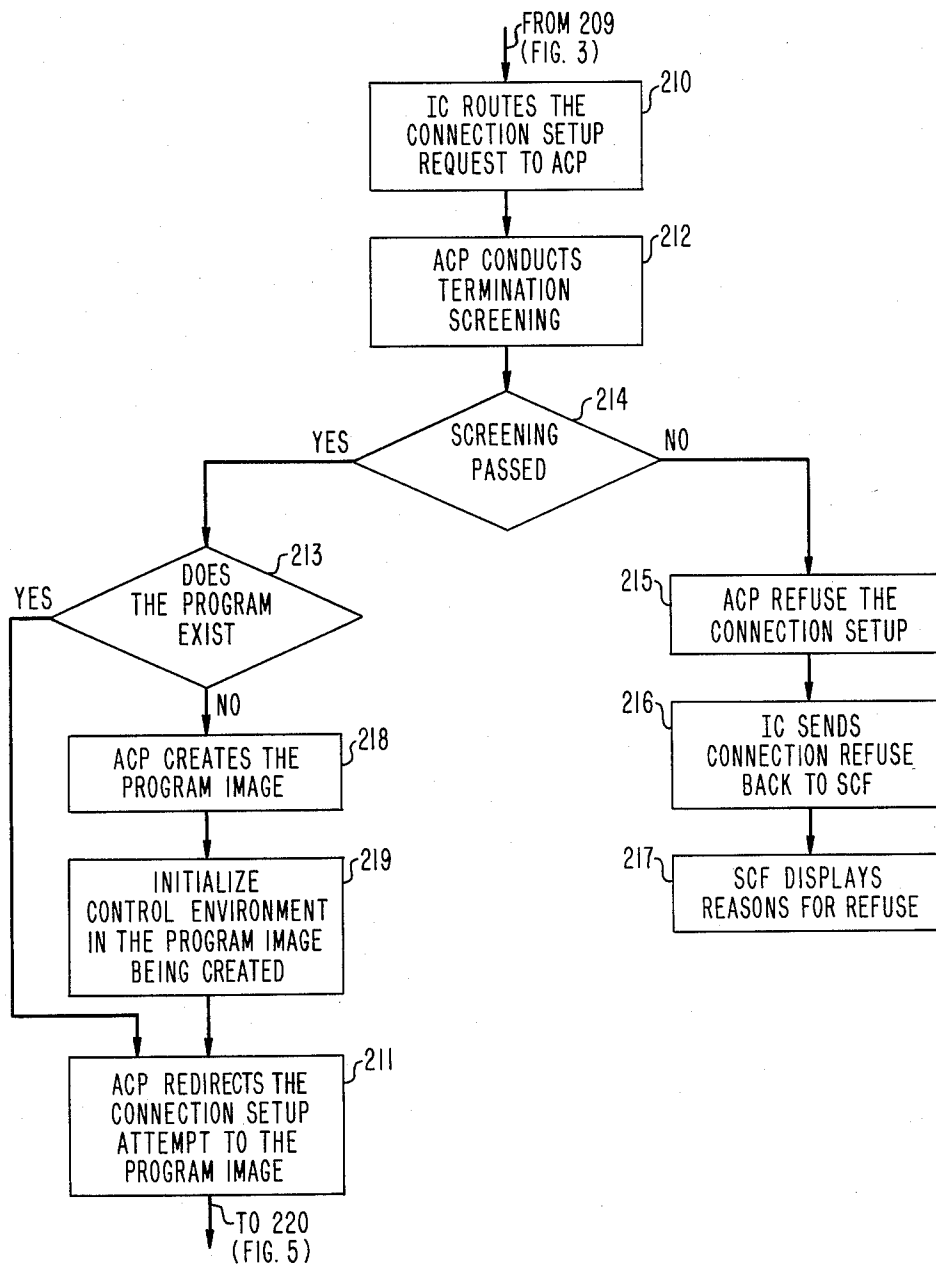 FROM 209
(FIG. 3)
210
IC ROUTES THE
CONNECTION SETUP
REQUEST TO ACP
212
ACP CONDUCTS
TERMINATION
SCREENING
214
SCREENING
PASSED
YES
NO
213
DOES
THE PROGRAM
EXIST
YES
NO
215
ACP REFUSE THE
CONNECTION SETUP
218
ACP CREATES THE
PROGRAM IMAGE
216
IC SENDS
CONNECTION REFUSE
BACK TO SCF
219
INITIALIZE
CONTROL ENVIRONMENT
IN THE PROGRAM IMAGE
BEING CREATED
217
SCF DISPLAYS
REASONS FOR REFUSE
211
ACP REDIRECTS THE
CONNECTION SETUP
ATTEMPT TO THE
PROGRAM IMAGE
TO 220
(FIG. 5)